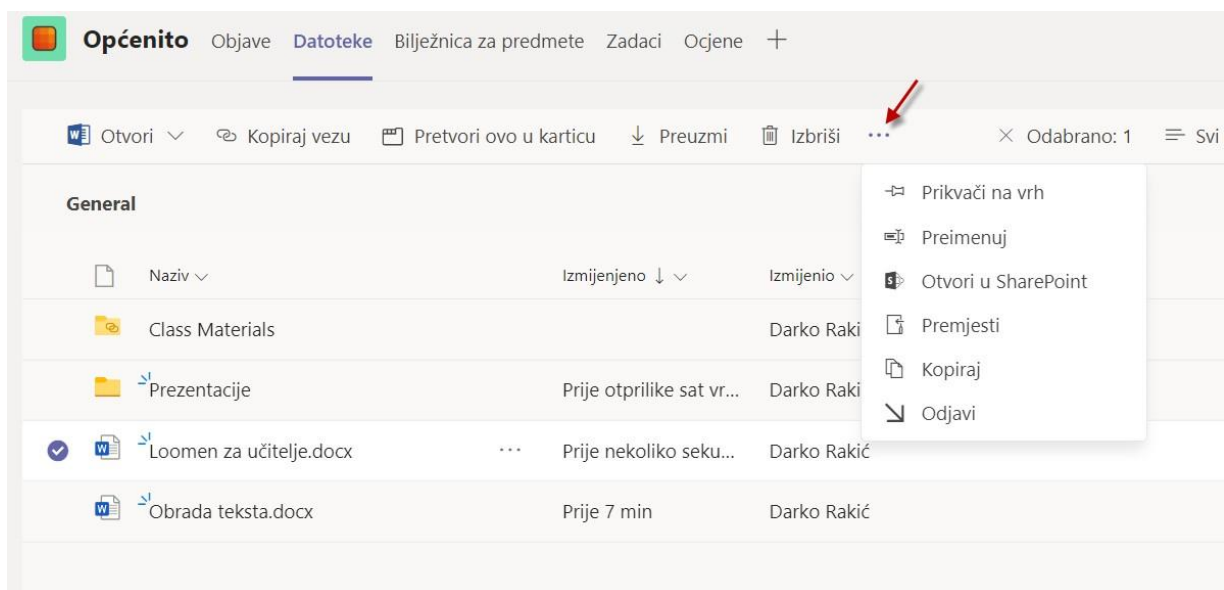 Općenito Objave Datoteke Bilježnica za predmete Zadaci Ocjene +
Otvori Kopiraj vezu Pretvori ovo u karticu Preuzmi Izbriši ... Odabrano: 1 Svi
General
Prikvači na vrh
Preimenuj
Otvori u SharePoint
Premjesti
Kopiraj
Odjavi
Naziv Izmijenjeno ↓ Izmijenio
Class Materials Darko Raki
Prezentacije Prije otprilike sat vr... Darko Raki
Loomen za učitelje.docx ... Prije nekoliko seku... Darko Rakić
Obrada teksta.docx Prije 7 min Darko Rakić